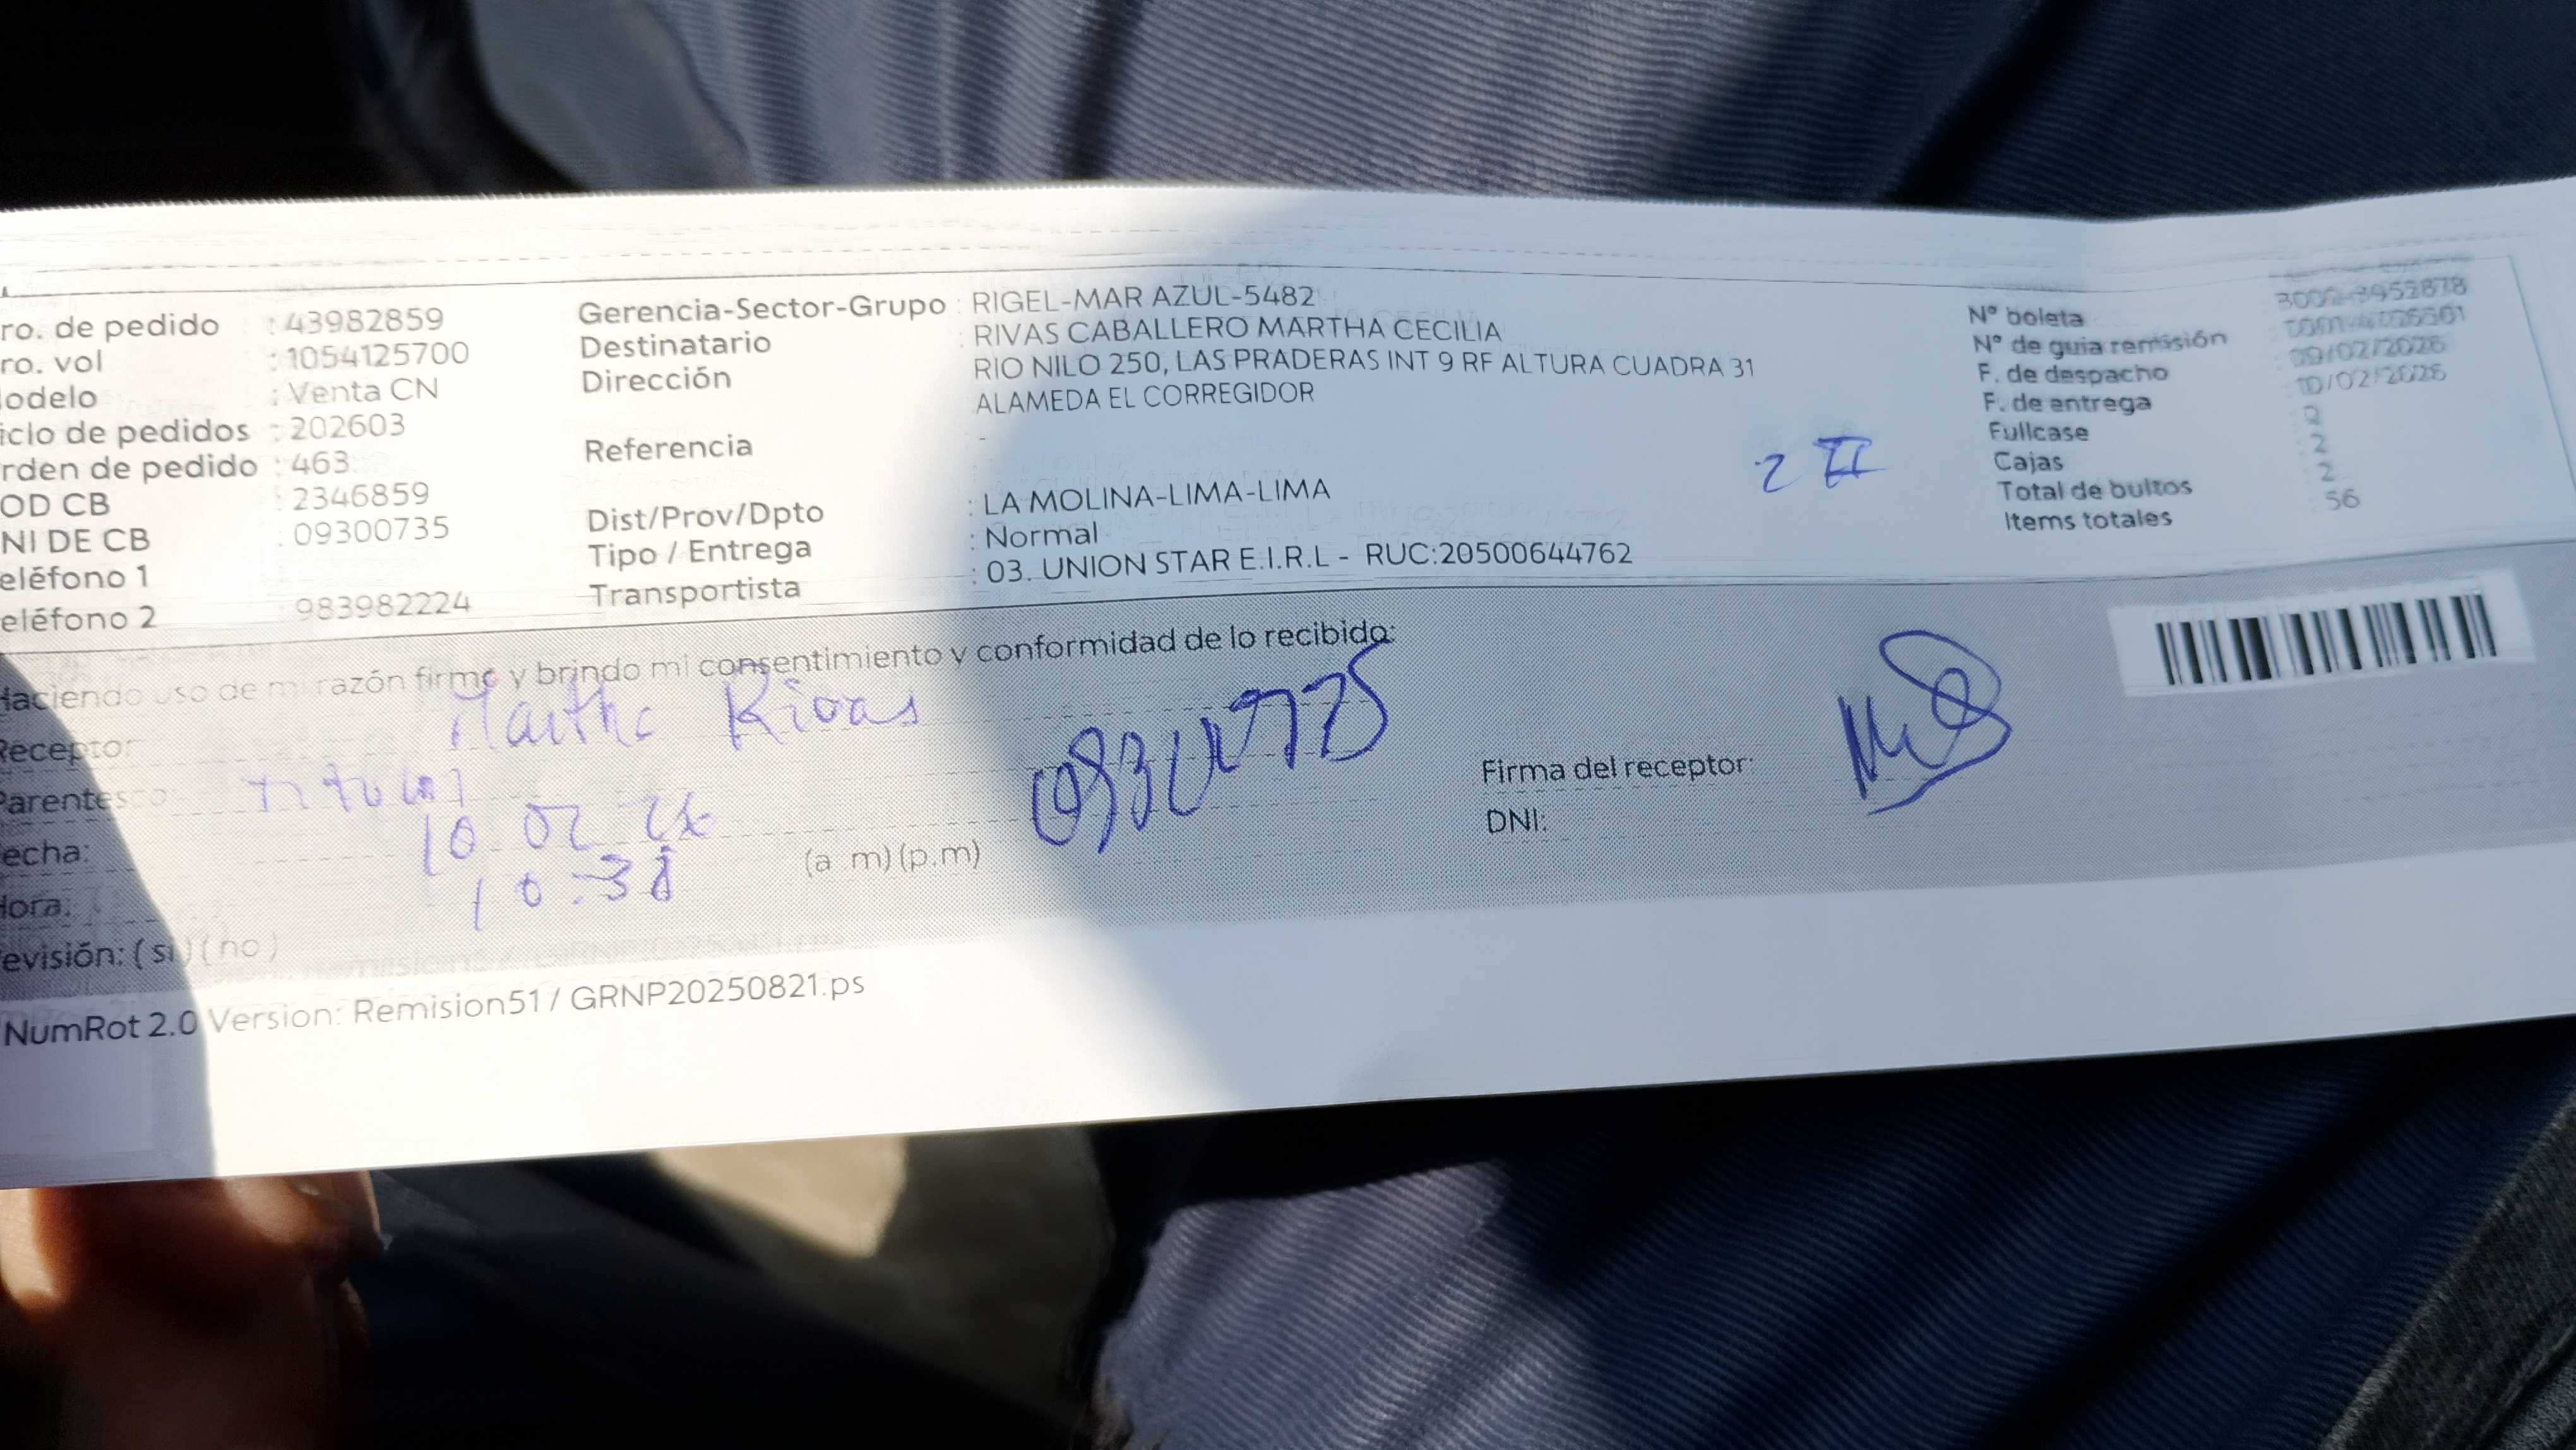 ro. de pedido : 43982859
ro. vol : 1054125700
odelo : Venta CN
iclo de pedidos : 202603
rden de pedido : 463
OD CB : 2346859
NI DE CB : 09300735
eléfono 1
eléfono 2 : 983982224
Gerencia-Sector-Grupo : RIGEL-MAR AZUL-5482
Destinatario : RIVAS CABALLERO MARTHA CECILIA
Dirección : RIO NILO 250, LAS PRADERAS INT 9 RF ALTURA CUADRA 31
ALAMEDA EL CORREGIDOR
Referencia : -
Dist/Prov/Dpto : LA MOLINA-LIMA-LIMA
Tipo / Entrega : Normal
Transportista : 03. UNION STAR E.I.R.L - RUC:20500644762
2
N° boleta
N° de guia remisión
F. de despacho 09/02/2026
F. de entrega 10/02/2026
Fullcase
Cajas 2
Total de bultos 2
Items totales 56
Haciendo uso de mi razón firmo y brindo mi consentimiento y conformidad de lo recibido:
Receptor: Martha Rivas
Parentesco: titular
echa: 10 02 26
Hora: 10:38 (a.m)(p.m)
evisión: ( si ) ( no )
Firma del receptor:
DNI:
NumRot 2.0 Version: Remision51 / GRNP20250821.ps